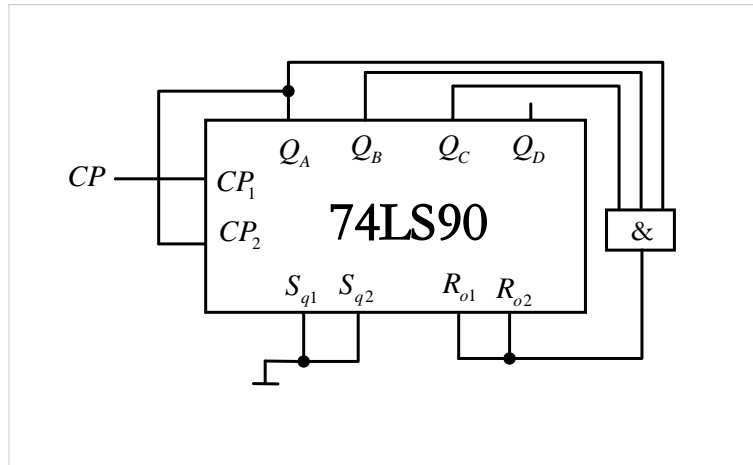 Q_A Q_B Q_C Q_D
CP CP_1
CP_2
74LS90
&
S_q1 S_q2 R_o1 R_o2